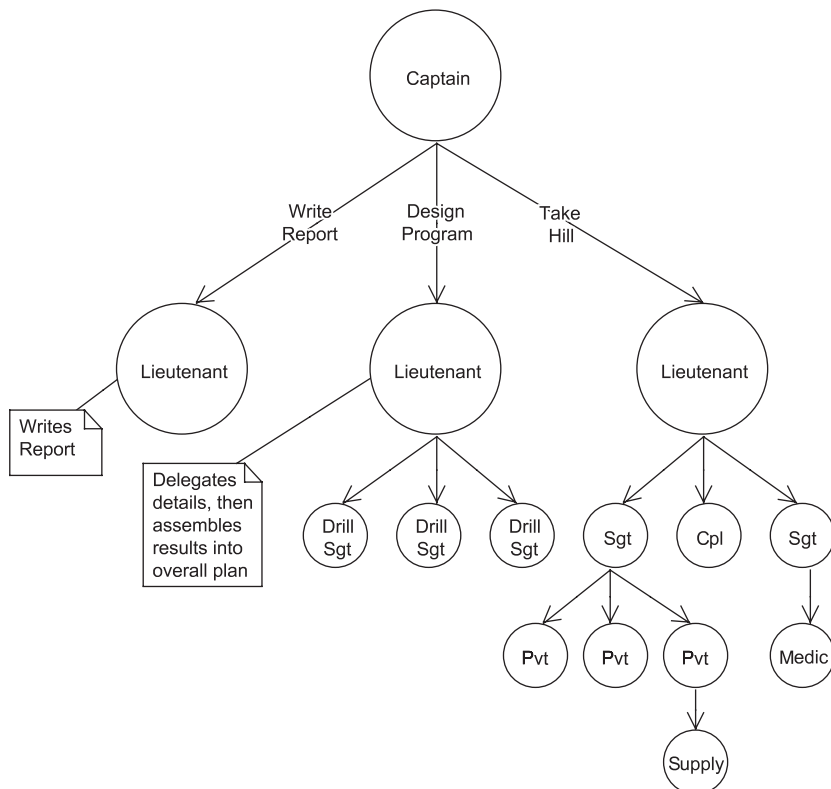 Captain
Write
Report
Design
Program
Take
Hill
Lieutenant
Lieutenant
Lieutenant
Writes
Report
Delegates
details, then
assembles
results into
overall plan
Drill
Sgt
Drill
Sgt
Drill
Sgt
Sgt
Cpl
Sgt
Pvt
Pvt
Pvt
Medic
Supply